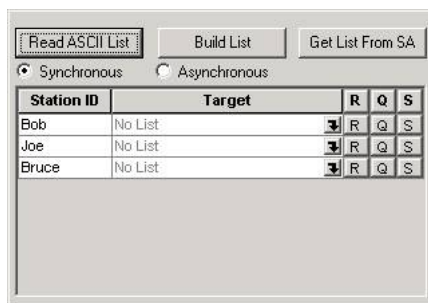 Read ASCII List Build List Get List From SA
Synchronous Asynchronous
Station ID Target R Q S
Bob No List R Q S
Joe No List R Q S
Bruce No List R Q S